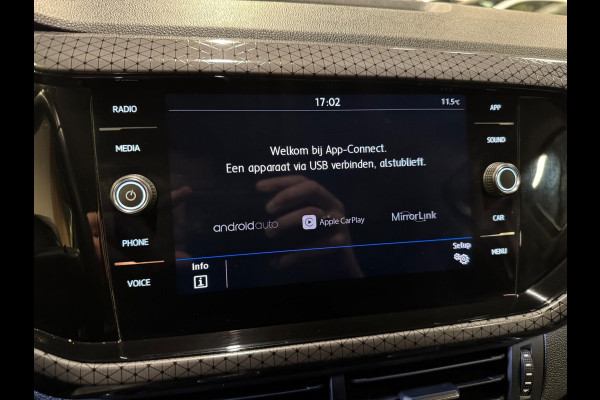 17:02
11.5°C
RADIO
MEDIA
PHONE
VOICE
Welkom bij App-Connect.
Een apparaat via USB verbinden, alstublieft.
androidauto
Apple CarPlay
MirrorLink
Info
i
Setup
APP
SOUND
CAR
MENU